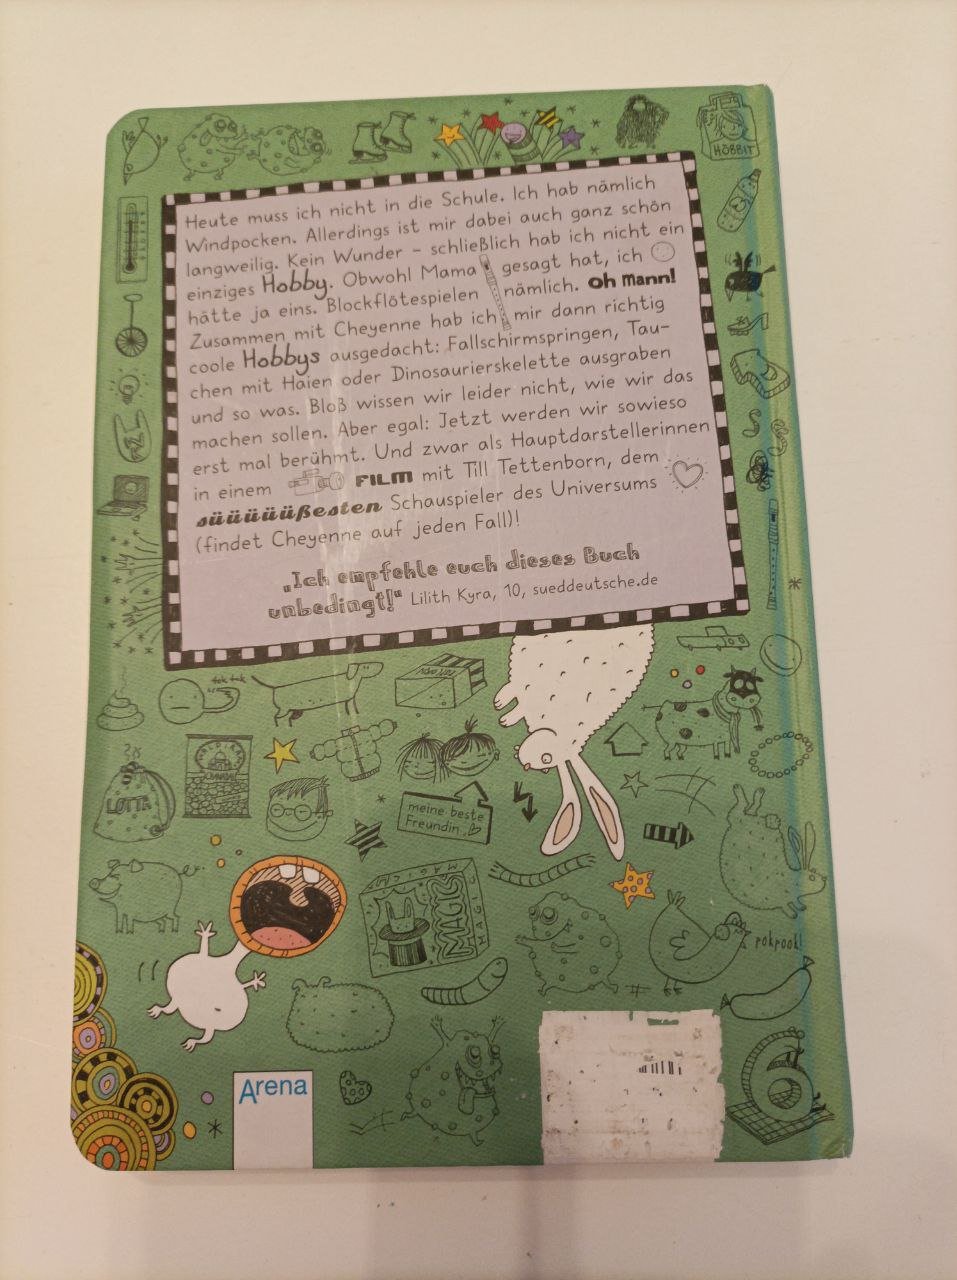 HOBBIT
Heute muss ich nicht in die Schule. Ich hab nämlich
Windpocken. Allerdings ist mir dabei auch ganz schön
langweilig. Kein Wunder – schließlich hab ich nicht ein
einziges Hobby. Obwohl Mama gesagt hat, ich
hätte ja eins. Blockflötespielen nämlich. Oh Mann!
Zusammen mit Cheyenne hab ich mir dann richtig
coole Hobbys ausgedacht: Fallschirmspringen, Tau-
chen mit Haien oder Dinosaurierskelette ausgraben
und so was. Bloß wissen wir leider nicht, wie wir das
machen sollen. Aber egal: Jetzt werden wir sowieso
erst mal berühmt. Und zwar als Hauptdarstellerinnen
in einem FILM mit Till Tettenborn, dem
süüüüüüßesten Schauspieler des Universums
(findet Cheyenne auf jeden Fall)!
„Ich empfehle euch dieses Buch
unbedingt!“ Lilith Kyra, 10, sueddeutsche.de
tok tok
LOTTA
meine beste
Freundin
MAGIC
MAGIC
pokpook!
Arena
6